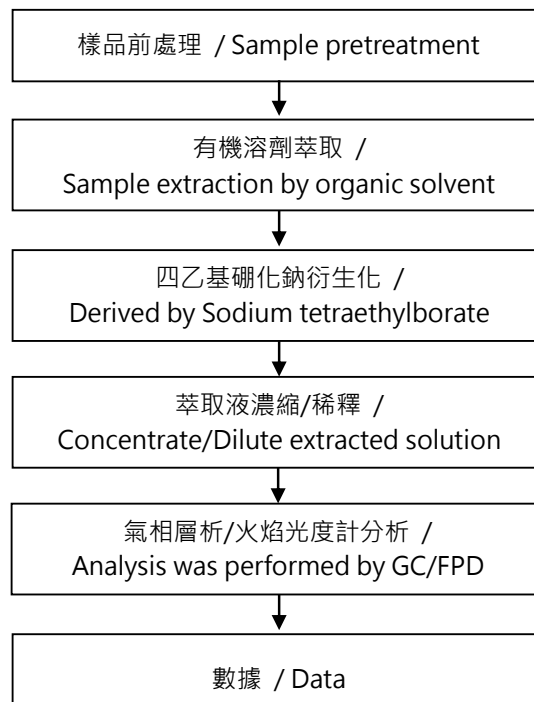 樣品前處理 / Sample pretreatment
有機溶劑萃取 /
Sample extraction by organic solvent
四乙基硼化鈉衍生化 /
Derived by Sodium tetraethylborate
萃取液濃縮/稀釋 /
Concentrate/Dilute extracted solution
氣相層析/火焰光度計分析 /
Analysis was performed by GC/FPD
數據 / Data